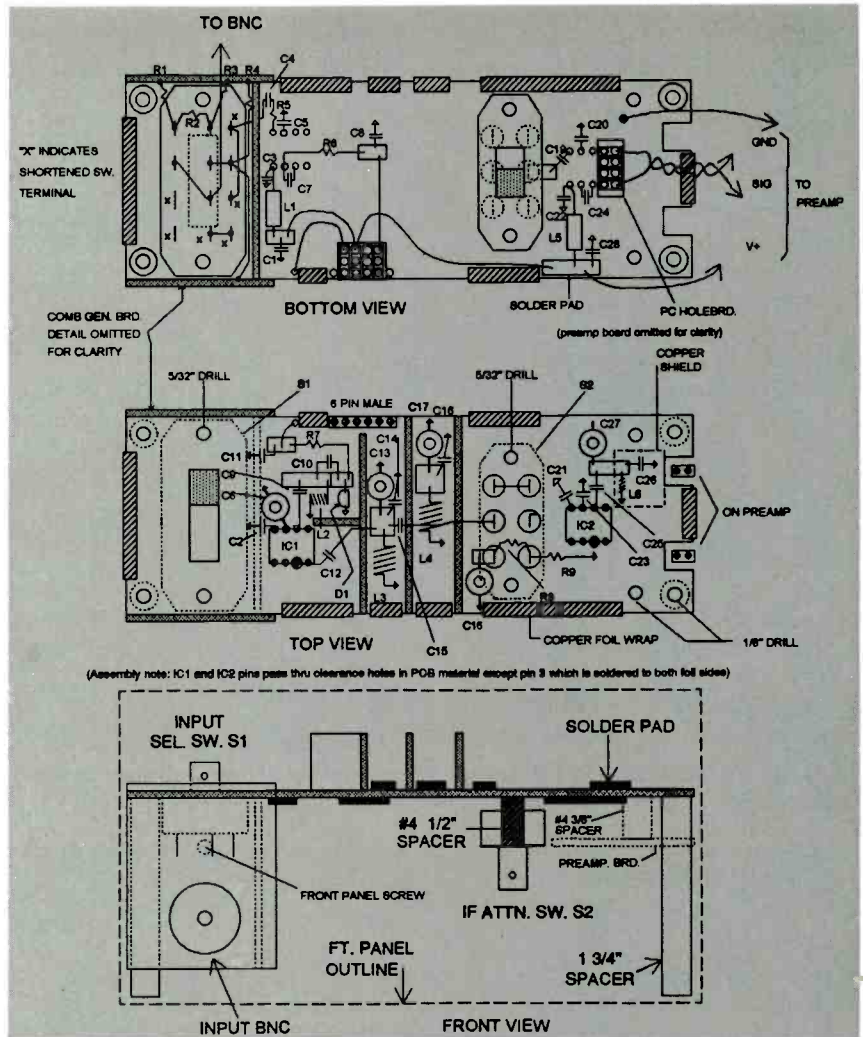 TO BNC
R1
R3
R4
C4
R2
R5
C5
C8
C20
GND
"X" INDICATES
SHORTENED SW.
TERMINAL
C3
R6
C19
SIG
TO
PREAMP
C7
L1
C22
C24
L5
V+
C1
C28
BOTTOM VIEW
SOLDER PAD
PC HOLEBRD.
(preamp board omitted for clarity)
COMB GEN. BRD.
DETAIL OMITTED
FOR CLARITY
COPPER
SHIELD
5/32" DRILL
S1
6 PIN MALE
5/32" DRILL
S2
C17
C16
C27
C11
R7
C14
C13
C10
C9
C21
C26
C6
L6
ON PREAMP
L2
L4
C2
IC1
IC2
C25
C12
R9
C23
D1
L3
C16
C15
TOP VIEW
COPPER FOIL WRAP
1/8" DRILL
(Assembly note: IC1 and IC2 pins pass thru clearance holes in PCB material except pin 3 which is soldered to both foil sides)
INPUT
SEL. SW. S1
SOLDER PAD
#4 1/2"
SPACER
#4 3/8"
SPACER
PREAMP. BRD.
FRONT PANEL SCREW
IF ATTN. SW. S2
FT. PANEL
OUTLINE
1 3/4"
SPACER
INPUT BNC
FRONT VIEW